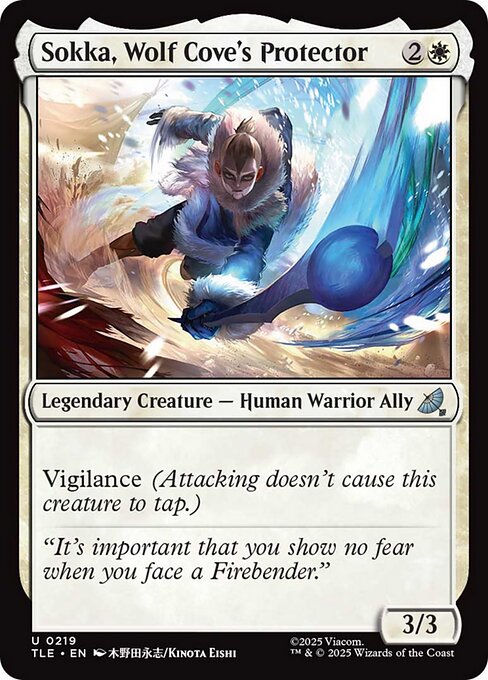 Sokka, Wolf Cove's Protector 2
Legendary Creature — Human Warrior Ally
Vigilance (Attacking doesn't cause this
creature to tap.)
“It's important that you show no fear
when you face a Firebender.”
3/3
U 0219
TLE • EN 木野田永志/Kinota Eishi
©2025 Viacom.
™ & © 2025 Wizards of the Coast